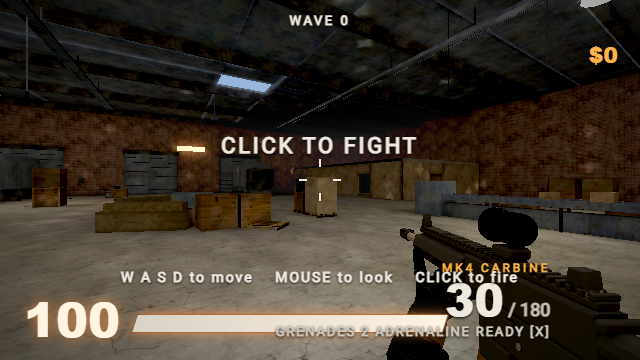 WAVE 0
$0
CLICK TO FIGHT
W A S D to move MOUSE to look CLICK to fire
MK4 CARBINE
100
30 / 180
GRENADES 2 ADRENALINE READY [X]